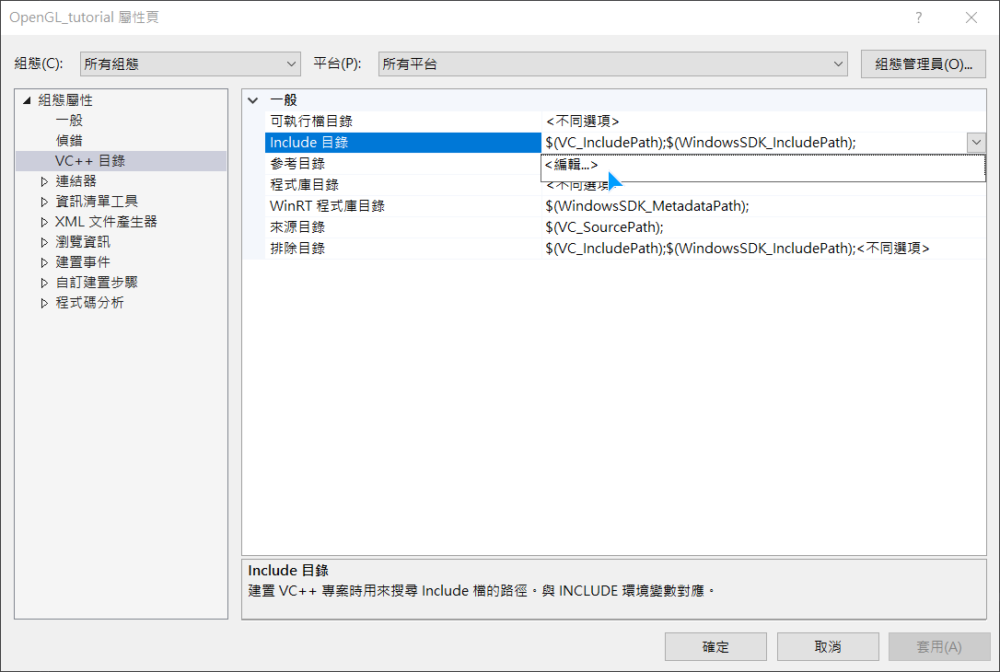 OpenGL_tutorial 屬性頁
組態(C): 所有組態 平台(P): 所有平台 組態管理員(O)...
組態屬性
一般
偵錯
VC++ 目錄
連結器
資訊清單工具
XML 文件產生器
瀏覽資訊
建置事件
自訂建置步驟
程式碼分析
一般
可執行檔目錄 <不同選項>
Include 目錄 $(VC_IncludePath);$(WindowsSDK_IncludePath);
<編輯...>
參考目錄
程式庫目錄 <不同選項>
WinRT 程式庫目錄 $(WindowsSDK_MetadataPath);
來源目錄 $(VC_SourcePath);
排除目錄 $(VC_IncludePath);$(WindowsSDK_IncludePath);<不同選項>
Include 目錄
建置 VC++ 專案時用來搜尋 Include 檔的路徑。與 INCLUDE 環境變數對應。
確定 取消 套用(A)